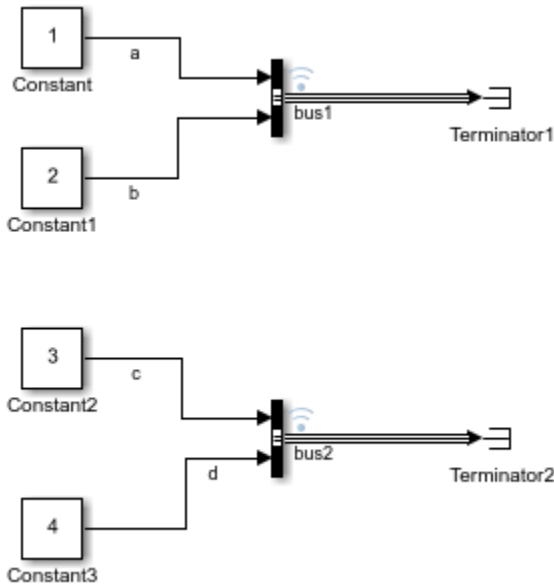 1
a
Constant
bus1
Terminator1
2
b
Constant1
3
c
Constant2
bus2
d
Terminator2
4
Constant3